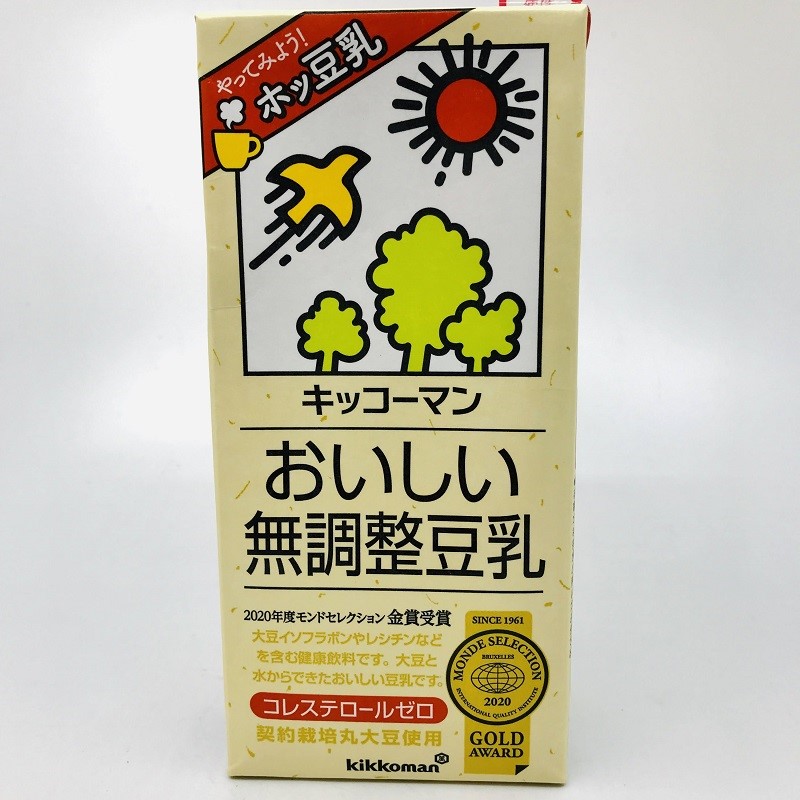 やってみよう!
ホッ豆乳
キッコーマン
おいしい
無調整豆乳
2020年度モンドセレクション 金賞受賞
大豆イソフラボンやレシチンなど
を含む健康飲料です。大豆と
水からできたおいしい豆乳です。
コレステロールゼロ
契約栽培丸大豆使用
kikkoman
SINCE 1961
MONDE SELECTION
BRUXELLES
2020
INTERNATIONAL QUALITY INSTITUTE
GOLD
AWARD